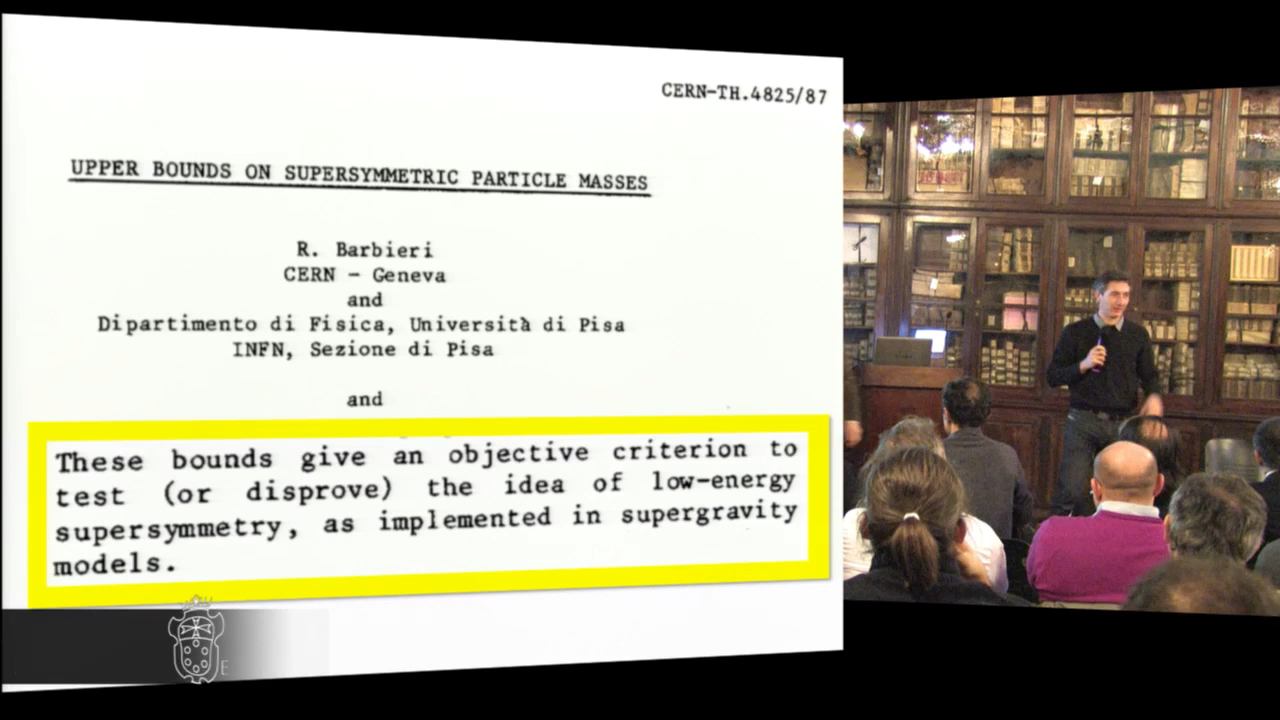 CERN-TH.4825/87
UPPER BOUNDS ON SUPERSYMMETRIC PARTICLE MASSES
R. Barbieri
CERN - Geneva
and
Dipartimento di Fisica, Università di Pisa
INFN, Sezione di Pisa
and
These bounds give an objective criterion to
test (or disprove) the idea of low-energy
supersymmetry, as implemented in supergravity
models.
E